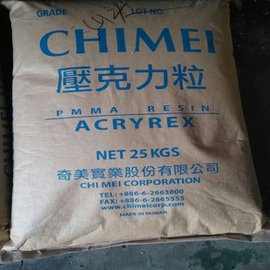 GRADE LOT NO.
CHIMEI
壓克力粒
PMMA RESIN
ACRYREX
NET 25 KGS
奇美實業股份有限公司
CHI MEI CORPORATION
TEL: +886-6-2663000
FAX: +886-6-2665555
www.chimeicorp.com
MADE IN TAIWAN